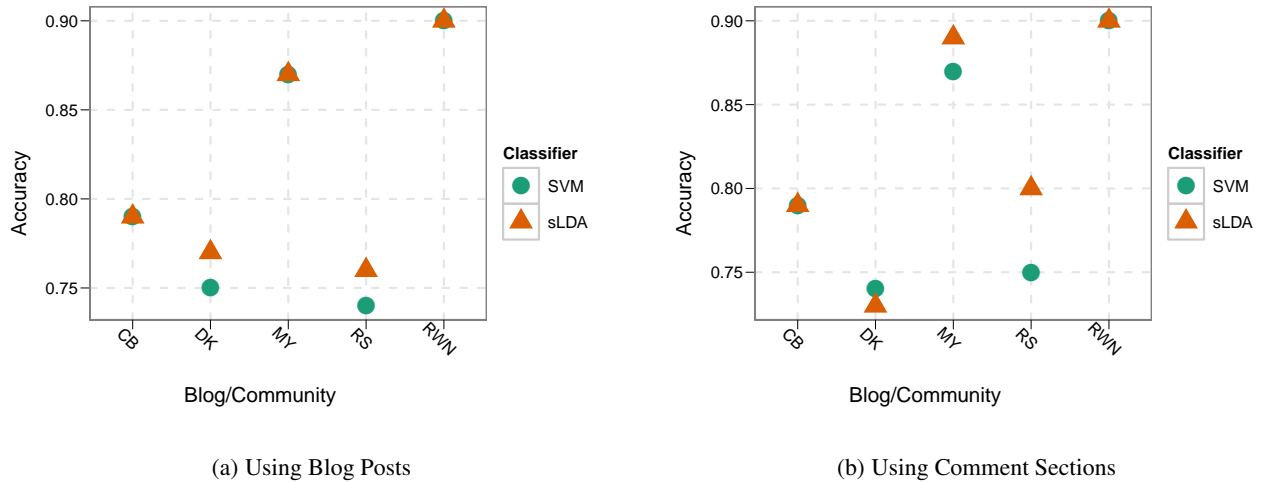 0.90
0.85
0.80
0.75
Accuracy
CB
DK
MY
RS
RWN
Blog/Community
Classifier
SVM
sLDA
(a) Using Blog Posts
0.90
0.85
0.80
0.75
Accuracy
CB
DK
MY
RS
RWN
Blog/Community
Classifier
SVM
sLDA
(b) Using Comment Sections